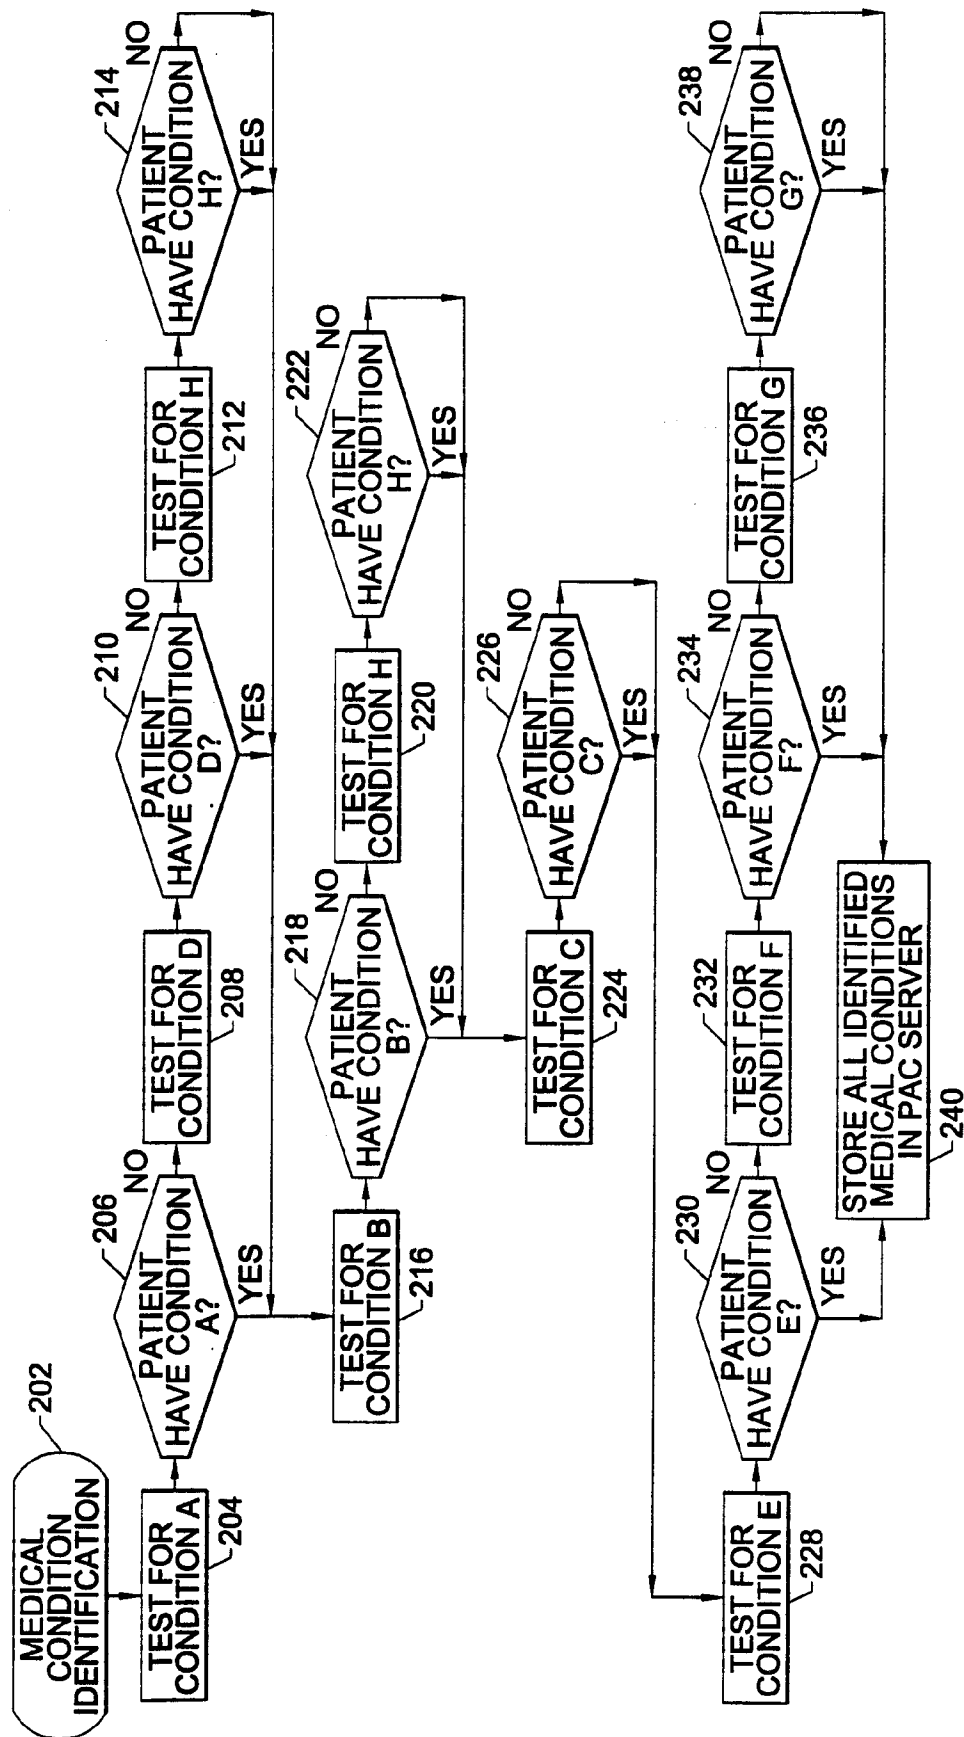 MEDICAL
CONDITION
IDENTIFICATION
202
TEST FOR
CONDITION A
204
PATIENT
HAVE CONDITION
A?
206
NO
YES
TEST FOR
CONDITION D
208
PATIENT
HAVE CONDITION
D?
210
NO
YES
TEST FOR
CONDITION H
212
PATIENT
HAVE CONDITION
H?
214
NO
YES
TEST FOR
CONDITION B
216
PATIENT
HAVE CONDITION
B?
218
NO
YES
TEST FOR
CONDITION H
220
PATIENT
HAVE CONDITION
H?
222
NO
YES
TEST FOR
CONDITION C
224
PATIENT
HAVE CONDITION
C?
226
NO
YES
TEST FOR
CONDITION E
228
PATIENT
HAVE CONDITION
E?
230
NO
YES
TEST FOR
CONDITION F
232
PATIENT
HAVE CONDITION
F?
234
NO
YES
TEST FOR
CONDITION G
236
PATIENT
HAVE CONDITION
G?
238
NO
YES
STORE ALL IDENTIFIED
MEDICAL CONDITIONS
IN PAC SERVER
240